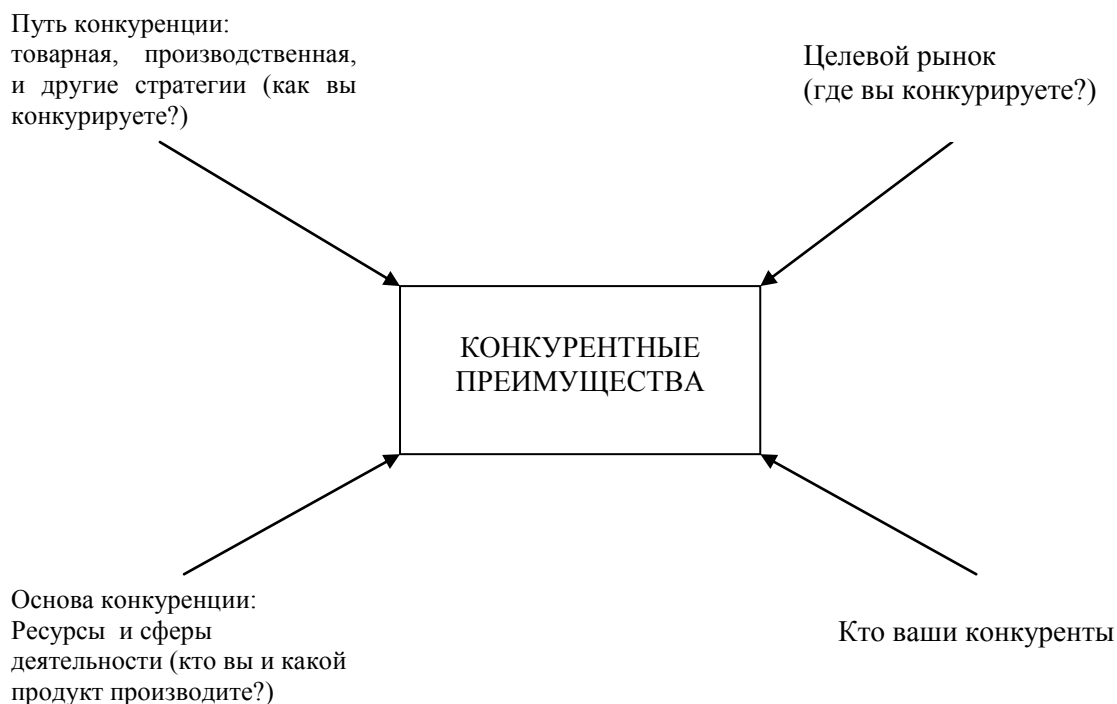 Путь конкуренции:
товарная, производственная,
и другие стратегии (как вы
конкурируете?)
Целевой рынок
(где вы конкурируете?)
КОНКУРЕНТНЫЕ
ПРЕИМУЩЕСТВА
Основа конкуренции:
Ресурсы и сферы
деятельности (кто вы и какой
продукт производите?)
Кто ваши конкуренты